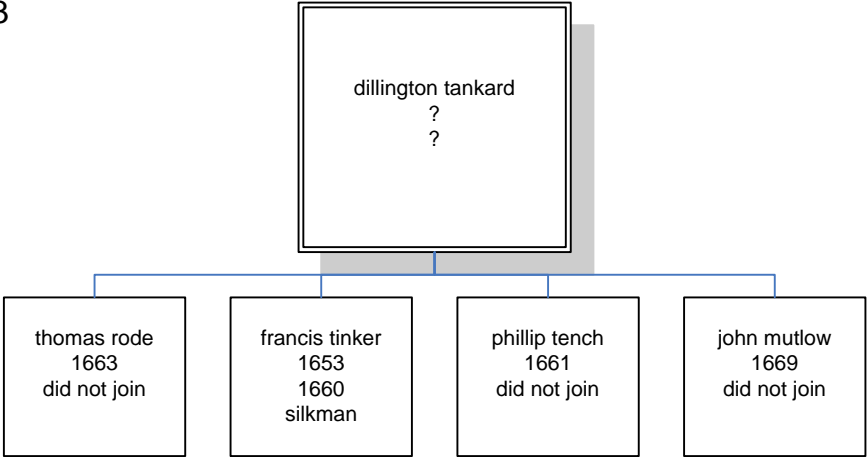 3
dillington tankard
?
?
thomas rode
1663
did not join
francis tinker
1653
1660
silkman
phillip tench
1661
did not join
john mutlow
1669
did not join